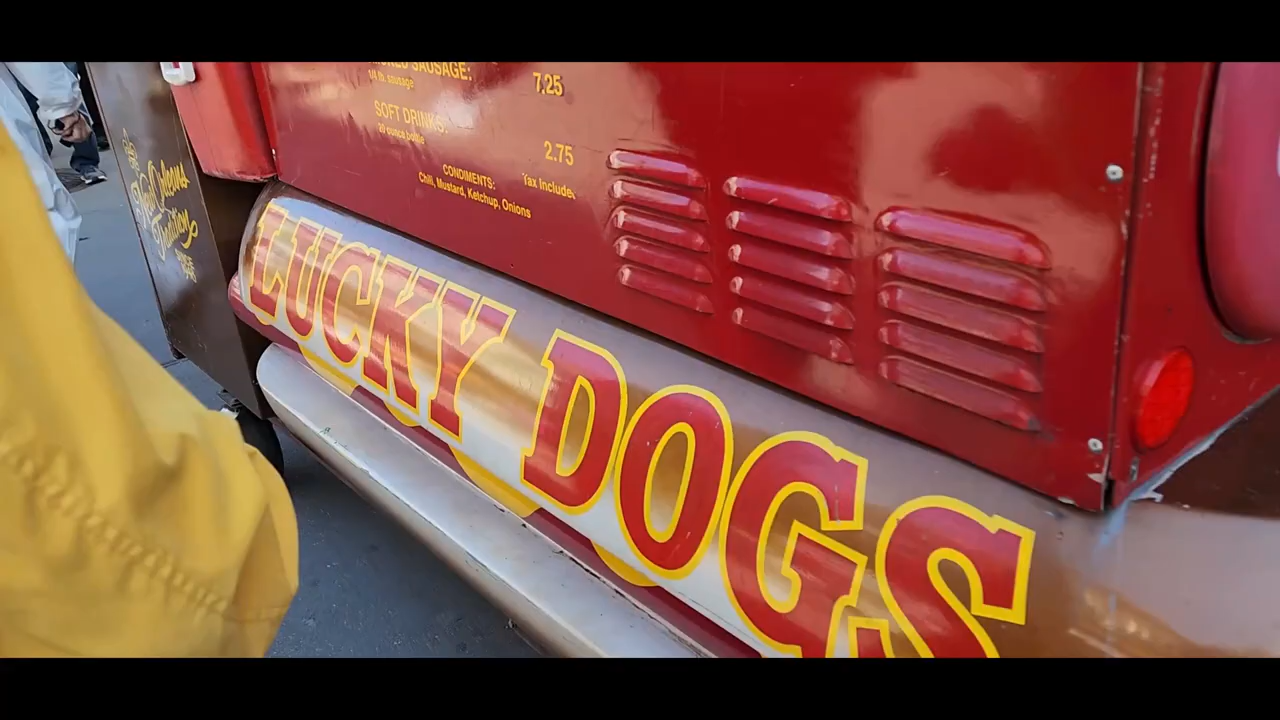 SAUSAGE:
1/4 lb. sausage
7.25
SOFT DRINKS:
20 ounce bottle
2.75
CONDIMENTS:
Tax Include
Chili, Mustard, Ketchup, Onions
New Orleans
Tradition
LUCKY DOGS